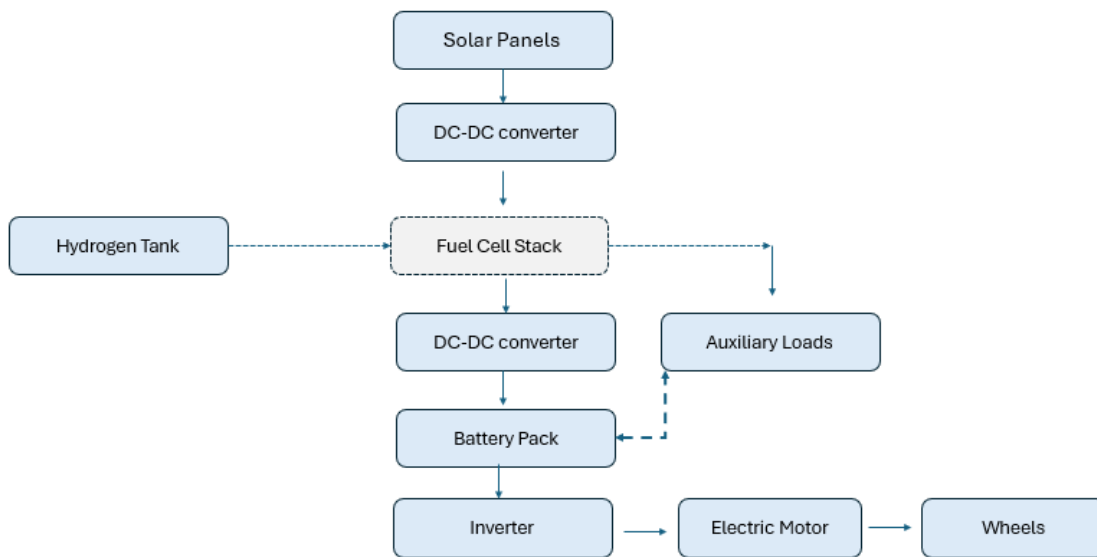 Solar Panels
DC-DC converter
Hydrogen Tank
Fuel Cell Stack
DC-DC converter
Auxiliary Loads
Battery Pack
Inverter
Electric Motor
Wheels